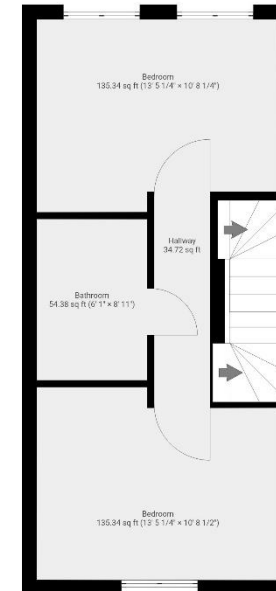 Bedroom
135.34 sq ft (13' 5 1/4" × 10' 8 1/4")
Hallway
34.72 sq ft
Bathroom
54.38 sq ft (6' 1" × 8' 11")
Bedroom
135.34 sq ft (13' 5 1/4" × 10' 8 1/2")